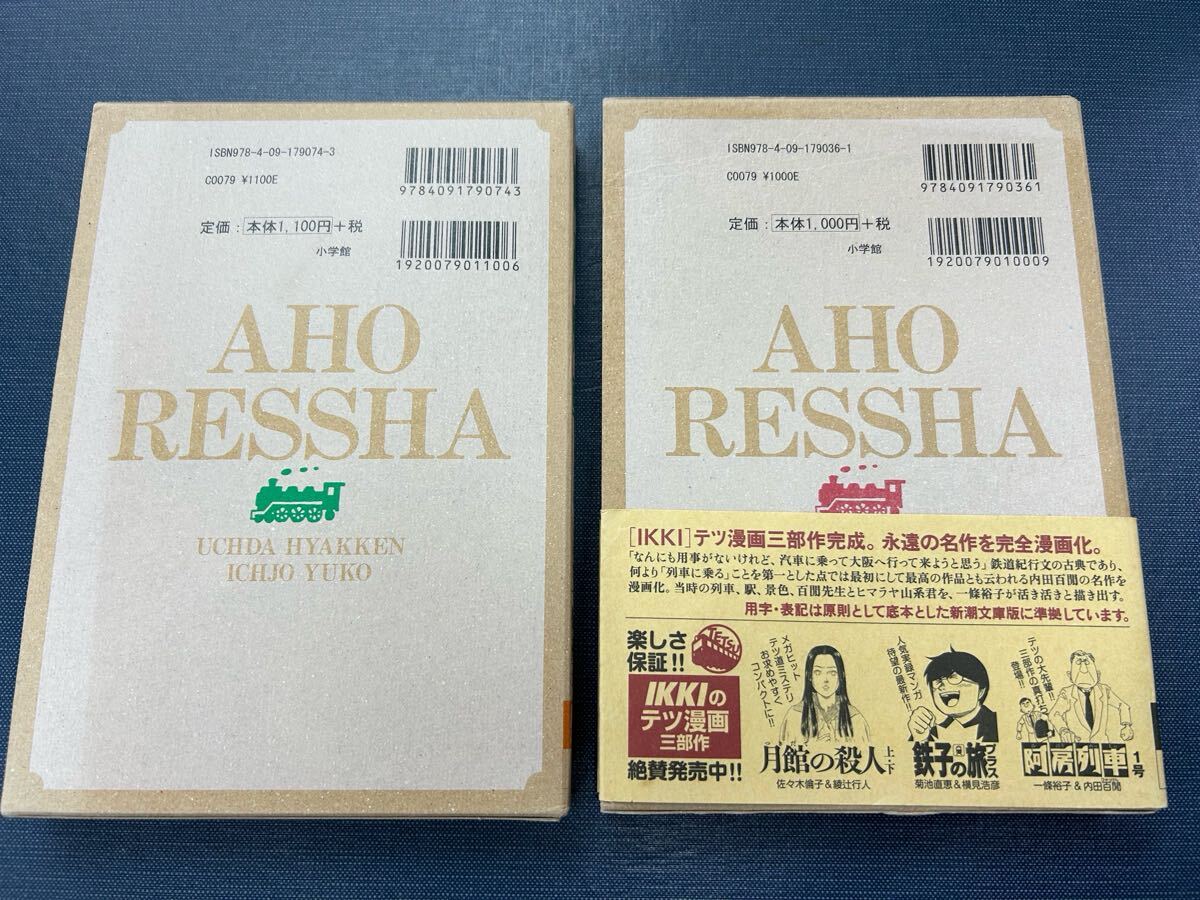 ISBN978-4-09-179074-3
9784091790743
C0079 ¥1100E
定価：本体1,100円+税
小学館
1920079011006
AHO
RESSHA
UCHDA HYAKKEN
ICHJO YUKO
ISBN978-4-09-179036-1
9784091790361
C0079 ¥1000E
定価：本体1,000円+税
小学館
1920079010009
AHO
RESSHA
[IKKI]テツ漫画三部作完成。永遠の名作を完全漫画化。
「なんにも用事がないけれど、汽車に乗って大阪へ行って来ようと思う」鉄道紀行文の古典であり、
何より「列車に乗る」ことを第一とした点では最初にして最高の作品とも云われる内田百閒の名作を
漫画化。当時の列車、駅、景色、百閒先生とヒマラヤ山系君を、一條裕子が活き活きと描き出す。
用字・表記は原則として底本とした新潮文庫版に準拠しています。
楽しさ
保証!!
TETSU
IKKIの
テツ漫画
三部作
絶賛発売中!!
メガヒット
テツ道ミステリ
お求めやすく
コンパクトに!!
月館の殺人 上・下
佐々木倫子&綾辻行人
人気実録マンガ
待望の最新作!!
鉄子の旅プラス
菊池直恵&横見浩彦
テツの大先輩!!
三部作の真打ち
登場!!
阿房列車 1号
一條裕子&内田百閒